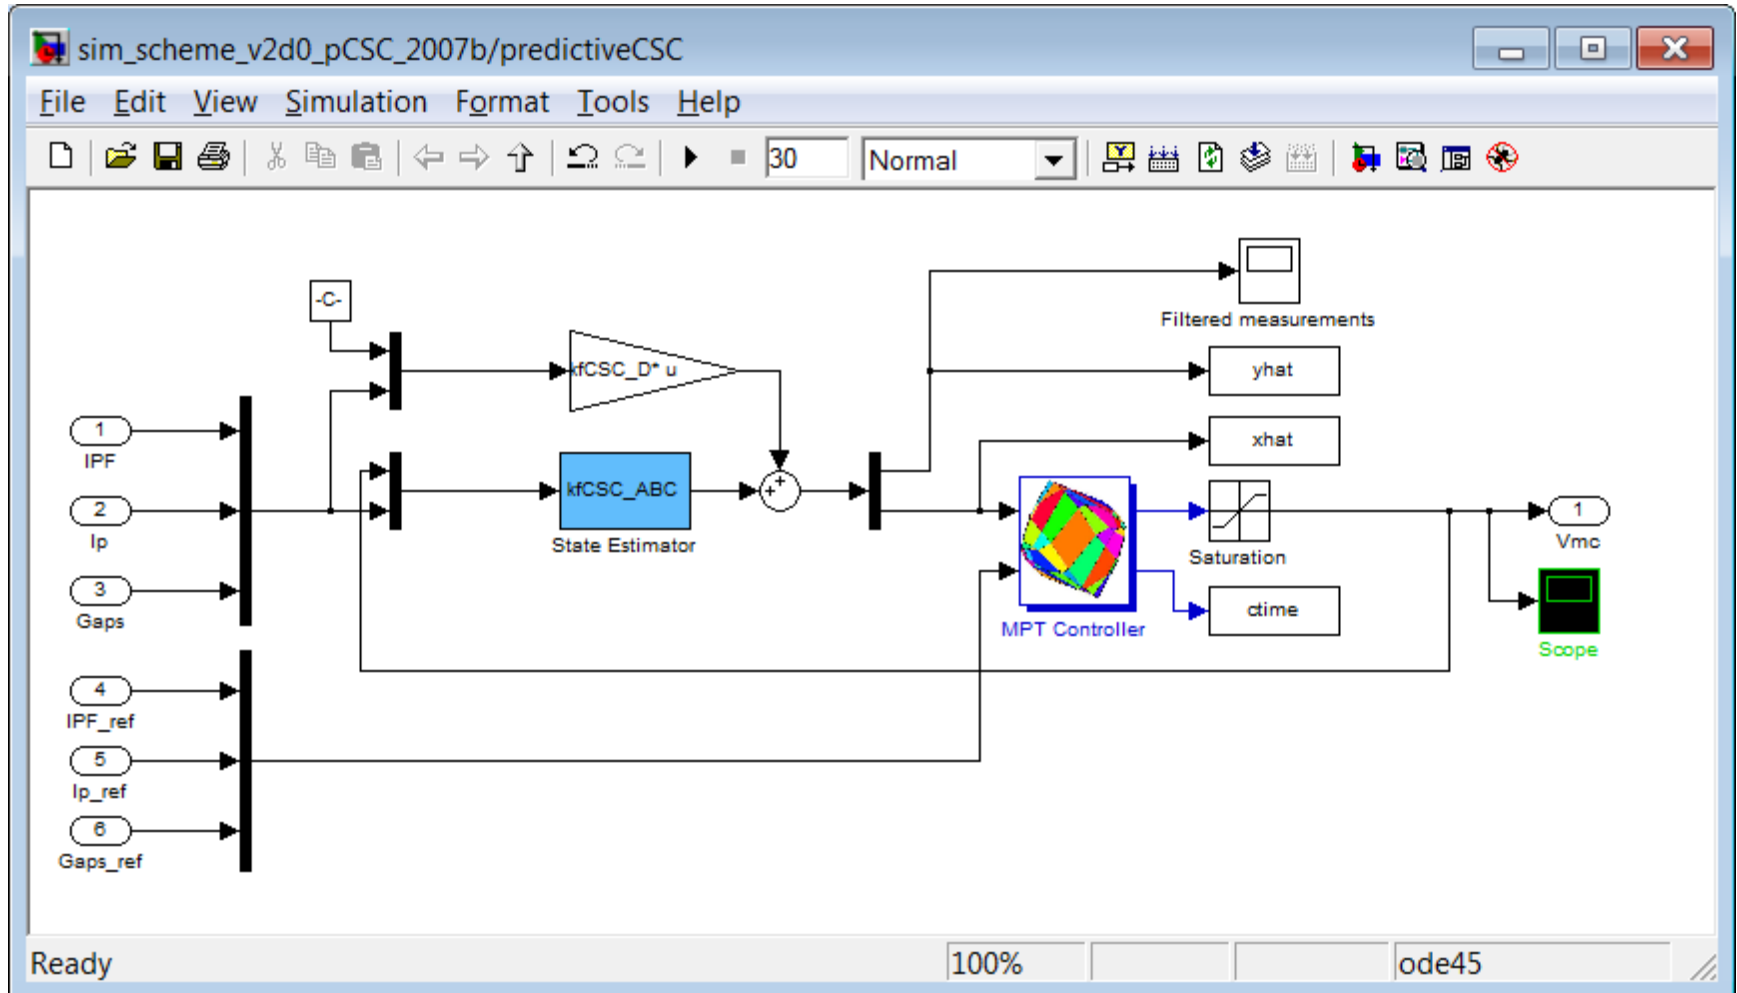 sim_scheme_v2d0_pCSC_2007b/predictiveCSC
File Edit View Simulation Format Tools Help
30 Normal
Filtered measurements
-C-
kfCSC_D* u
yhat
1
IPF
xhat
kfCSC_ABC
State Estimator
2
Ip
Saturation
1
Vmc
3
Gaps
MPT Controller
ctime
Scope
4
IPF_ref
5
Ip_ref
6
Gaps_ref
Ready 100% ode45